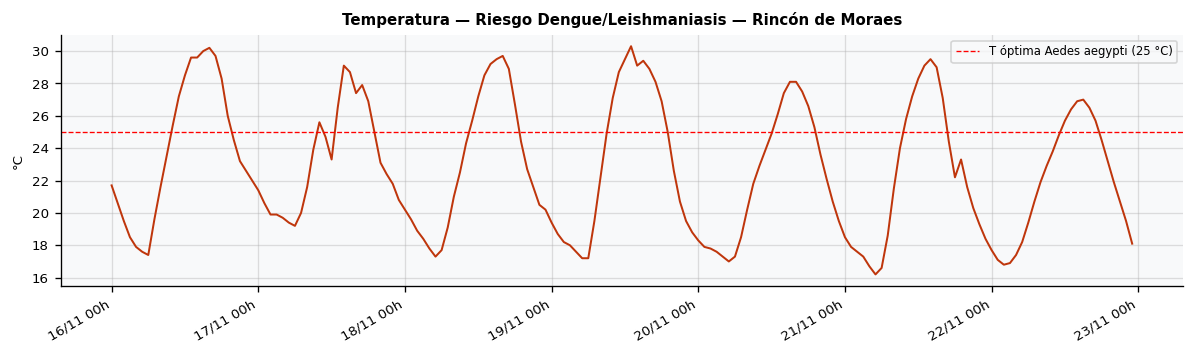 Temperatura — Riesgo Dengue/Leishmaniasis — Rincón de Moraes
T óptima Aedes aegypti (25 °C)
°C
30
28
26
24
22
20
18
16
16/11 00h
17/11 00h
18/11 00h
19/11 00h
20/11 00h
21/11 00h
22/11 00h
23/11 00h